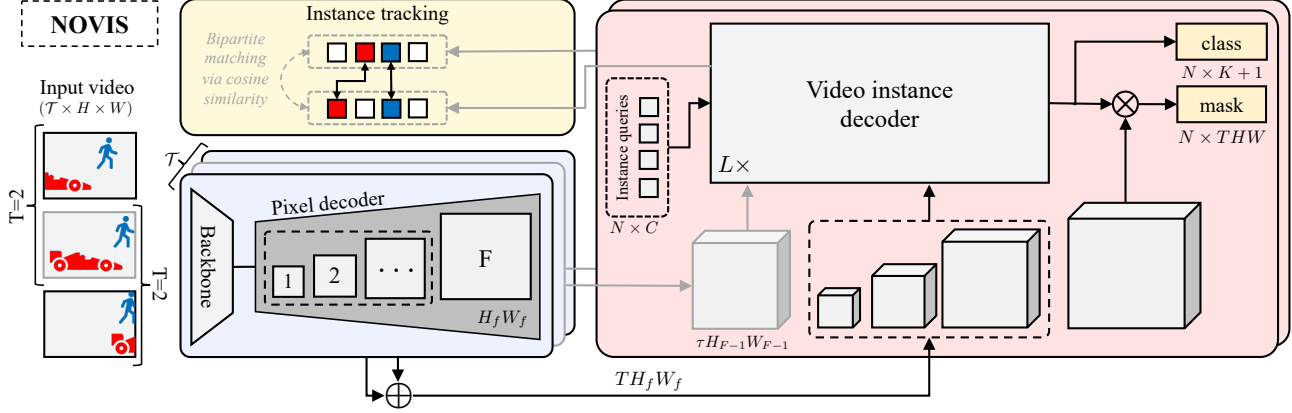 NOVIS
Input video
(𝒯 × H × W)
T=2
T=2
Instance tracking
Bipartite
matching
via cosine
similarity
𝒯
Backbone
Pixel decoder
1
2
· · ·
F
H_f W_f
T H_f W_f
Instance queries
N × C
Video instance
decoder
L×
τH_{F−1}W_{F−1}
class
N × K + 1
mask
N × THW